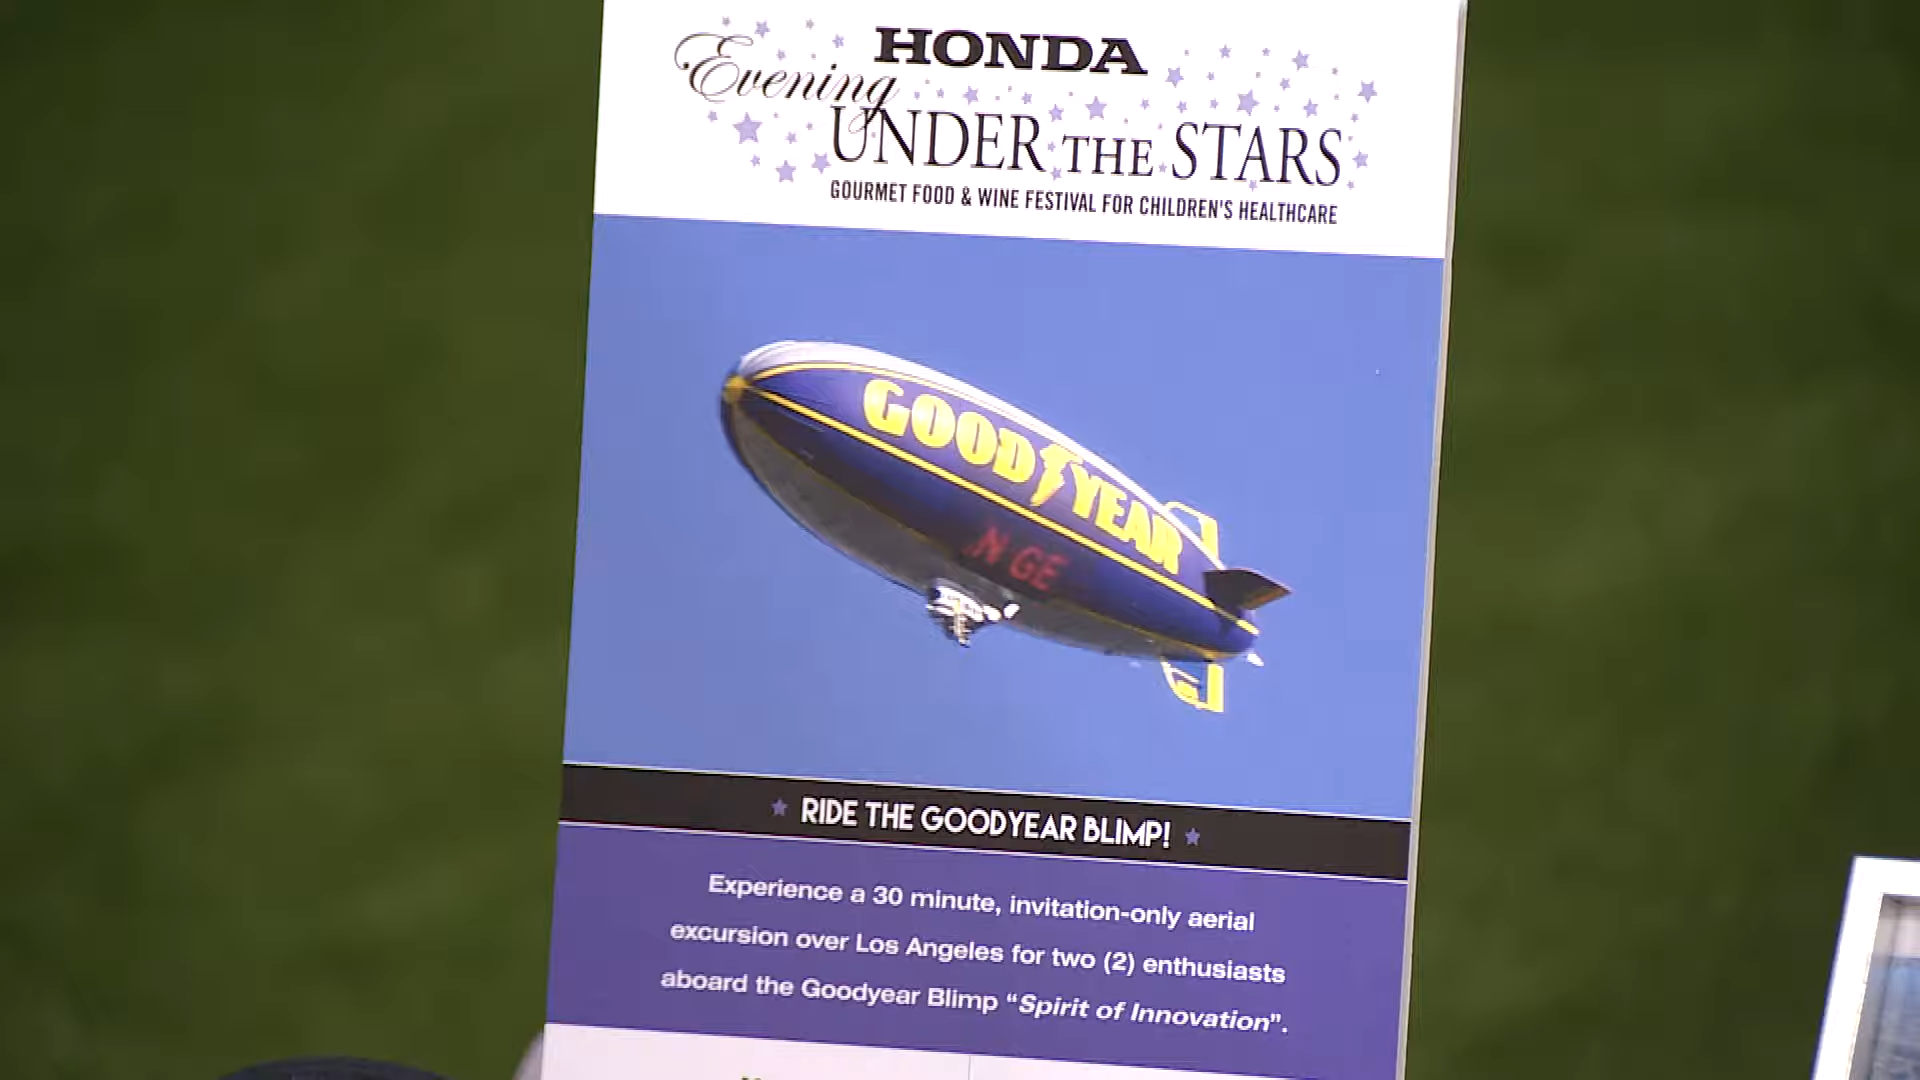 HONDA
Evening
UNDER THE STARS
GOURMET FOOD & WINE FESTIVAL FOR CHILDREN'S HEALTHCARE
GOODYEAR
N GE
RIDE THE GOODYEAR BLIMP!
Experience a 30 minute, invitation-only aerial
excursion over Los Angeles for two (2) enthusiasts
aboard the Goodyear Blimp “Spirit of Innovation”.